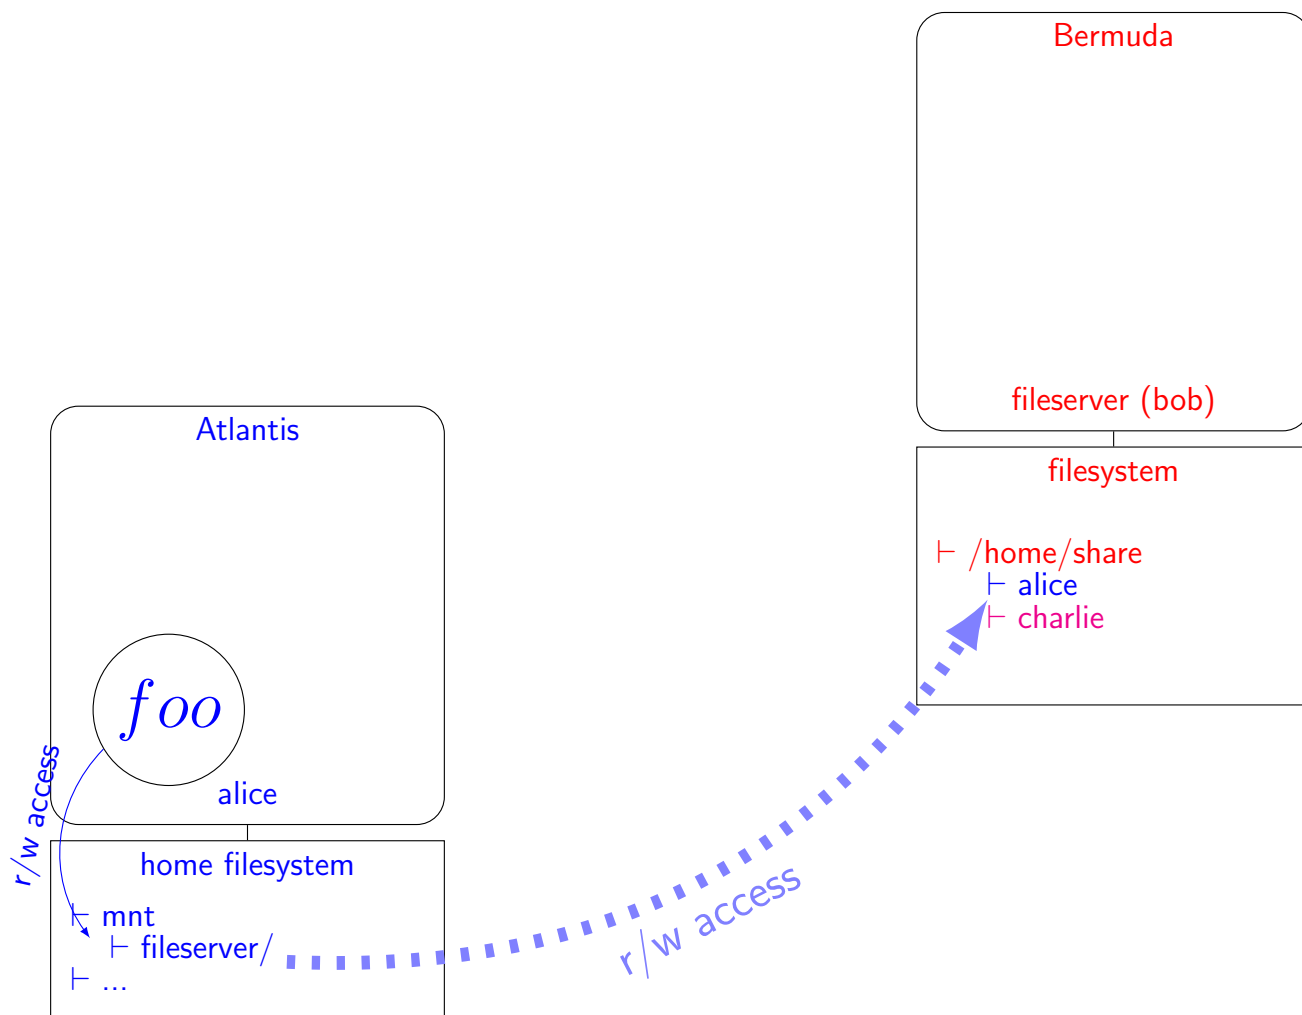 Bermuda
fileserver (bob)
filesystem
⊢ /home/share
⊢ alice
⊢ charlie
Atlantis
foo
alice
r/w access
home filesystem
⊢ mnt
⊢ fileserver/
⊢ ...
r/w access